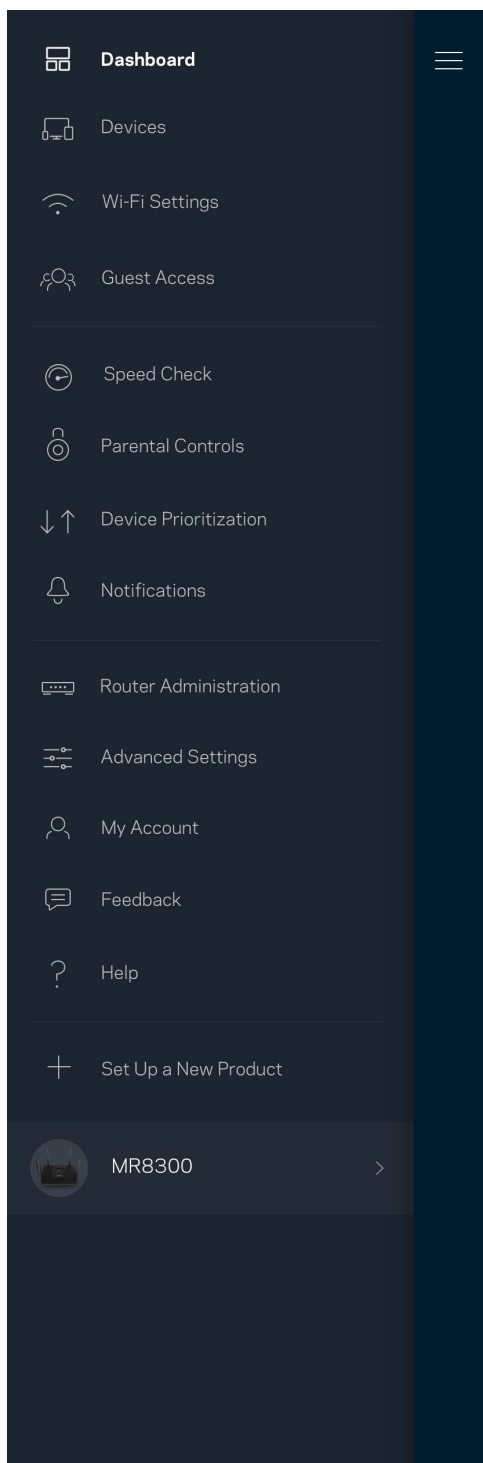 Dashboard
Devices
Wi-Fi Settings
Guest Access
Speed Check
Parental Controls
Device Prioritization
Notifications
Router Administration
Advanced Settings
My Account
Feedback
Help
Set Up a New Product
MR8300